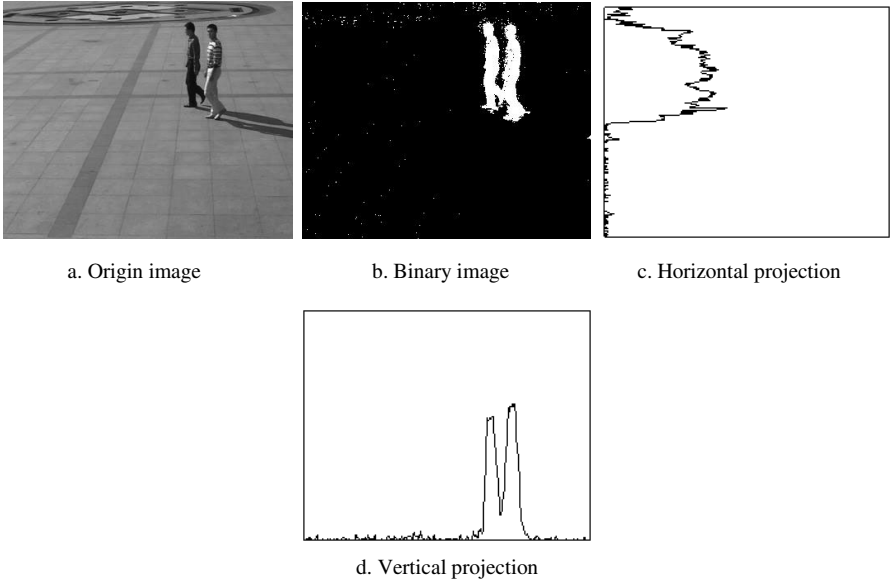 a. Origin image
b. Binary image
c. Horizontal projection
d. Vertical projection